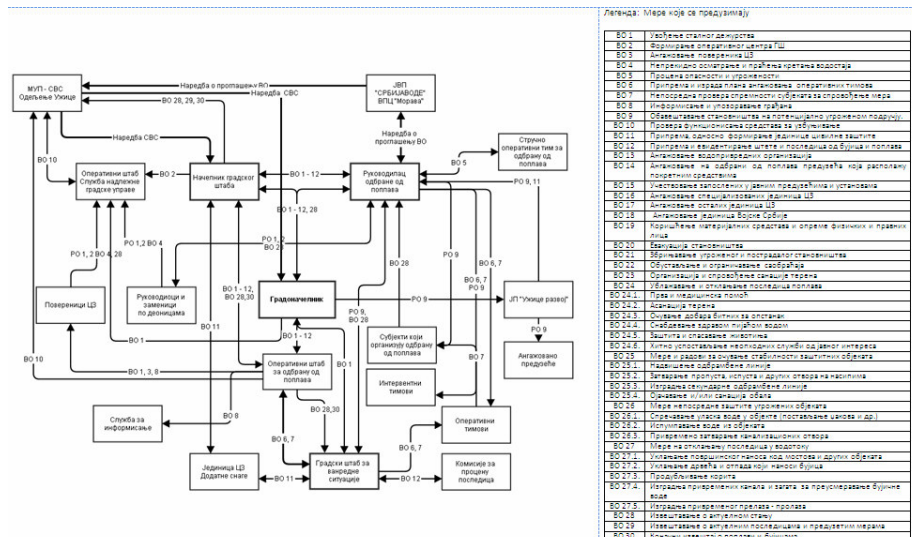 Легенда: Мере које се предузимају
МУП - СВС
Одељење Ужице
Наредба о проглашењу ВО
Наредба СВС
ЈВП
"СРБИЈАВОДЕ"
ВПЦ "Морава"
ВО 28, 29, 30
Наредба СВС
Наредба о
проглашењу ВО
Стручно
оперативни тим за
одбрану од
поплава
ВО 10
ВО 5
Оперативни штаб
Служба надлежна
градске управе
ВО 2
Начелник градског
штаба
ВО 1 - 12
Руководилац
одбране од
поплава
РО 9, 11
ВО 1 - 12, 28
РО 1,2 ВО 4
РО 1, 2
РО 1, 2 ВО 4, 28
ВО 28
ВО 6, 7
ВО 6, 7
Повереници ЦЗ
Руководиоци и
заменици
по деоницама
ВО 1 - 12,
ВО 28,30
Градоначелник
РО 9
РО 9
ЈП "Ужице развој"
РО 9,
ВО 28
РО 9
ВО 11
ВО 1
ВО 1 - 12
ВО 1
Субјекти који
организују одбрану
од поплава
Ангажовано
предузеће
ВО 10
ВО 1, 3, 8
Оперативни штаб
за одбрану од
поплава
ВО 7
Интервентни
тимови
ВО 8
ВО 28,30
Служба за
информисање
Оперативни
тимови
ВО 6, 7
ВО 6, 7
Јединица ЦЗ
Додатне снаге
ВО 11
Градски штаб за
ванредне
ситуације
ВО 12
Комисије за
процену
последица
ВО 1 Увођење сталног дежурства
ВО 2 Формирање оперативног центра ГШ
ВО 3 Ангажовање повереника ЦЗ
ВО 4 Непрекидно осматрање и праћења кретања водостаја
ВО 5 Процена опасности и угрожености
ВО 6 Припрема и израда плана ангажовања оперативних тимова
ВО 7 Непосредна провера спремности субјеката за спровођење мера
ВО 8 Информисање и упозоравање грађана
ВО 9 Обавештавање становништва на потенцијално угроженом подручју.
ВО 10 Провера функционисања средстава за узбуњивање
ВО 11 Припрема, односно формирање јединице цивилне заштите
ВО 12 Припрема и евидентирање штете и последица од бујица и поплава
ВО 13 Ангажовање водопривредних организација
ВО 14 Ангажовање на одбрани од поплава предузећа која располажу
покретним средствима
ВО 15 Учествовање запослених у јавним предузећима и установама
ВО 16 Ангажовање специјализованих јединица ЦЗ
ВО 17 Ангажовање осталих јединица ЦЗ
ВО 18 Ангажовање јединица Војске Србије
ВО 19 Коришћење материјалних средстава и опреме физичких и правних
лица
ВО 20 Евакуација становништва
ВО 21 Збрињавање угроженог и пострадалог становништва
ВО 22 Обустављање и ограничавање саобраћаја
ВО 23 Организација и спровођење санације терена
ВО 24 Ублажавање и отклањање последица поплава
ВО 24.1. Прва и медицинска помоћ
ВО 24.2. Асанација терена
ВО 24.3. Очување добара битних за опстанак
ВО 24.4. Снабдевање здравом пијаћом водом
ВО 24.5. Заштита и спасавање животиња
ВО 24.6. Хитно успостављање неопходних служби од јавног интереса
ВО 25 Мере и радови за очување стабилности заштитних објеката
ВО 25.1. Надвишење одбрамбене линије
ВО 25.2. Затварање пропуста, испуста и других отвора на насипима
ВО 25.3. Изградња секундарне одбрамбене линије
ВО 25.4. Ојачавање и/или санација обала
ВО 26 Мере непосредне заштите угрожених објеката
ВО 26.1. Спречавање уласка воде у објекте (постављање џакова и др.)
ВО 26.2. Испумпавање воде из објеката
ВО 26.3. Привремено затварање канализационих отвора
ВО 27 Мере на отклањању последица у водотоку
ВО 27.1. Уклањање површинског наноса код мостова и других објеката
ВО 27.2. Уклањање дрвећа и отпада који наноси бујица
ВО 27.3. Продубљивање корита
ВО 27.4. Изградња привремених канала и загата за преусмеравање бујичне
воде
ВО 27.5. Изградња привременог прелаза - пролаза
ВО 28 Извештавање о актуелном стању
ВО 29 Извештавање о актуелним последицама и предузетим мерама
ВО 30 Коначни извештај о поплави и бујицама